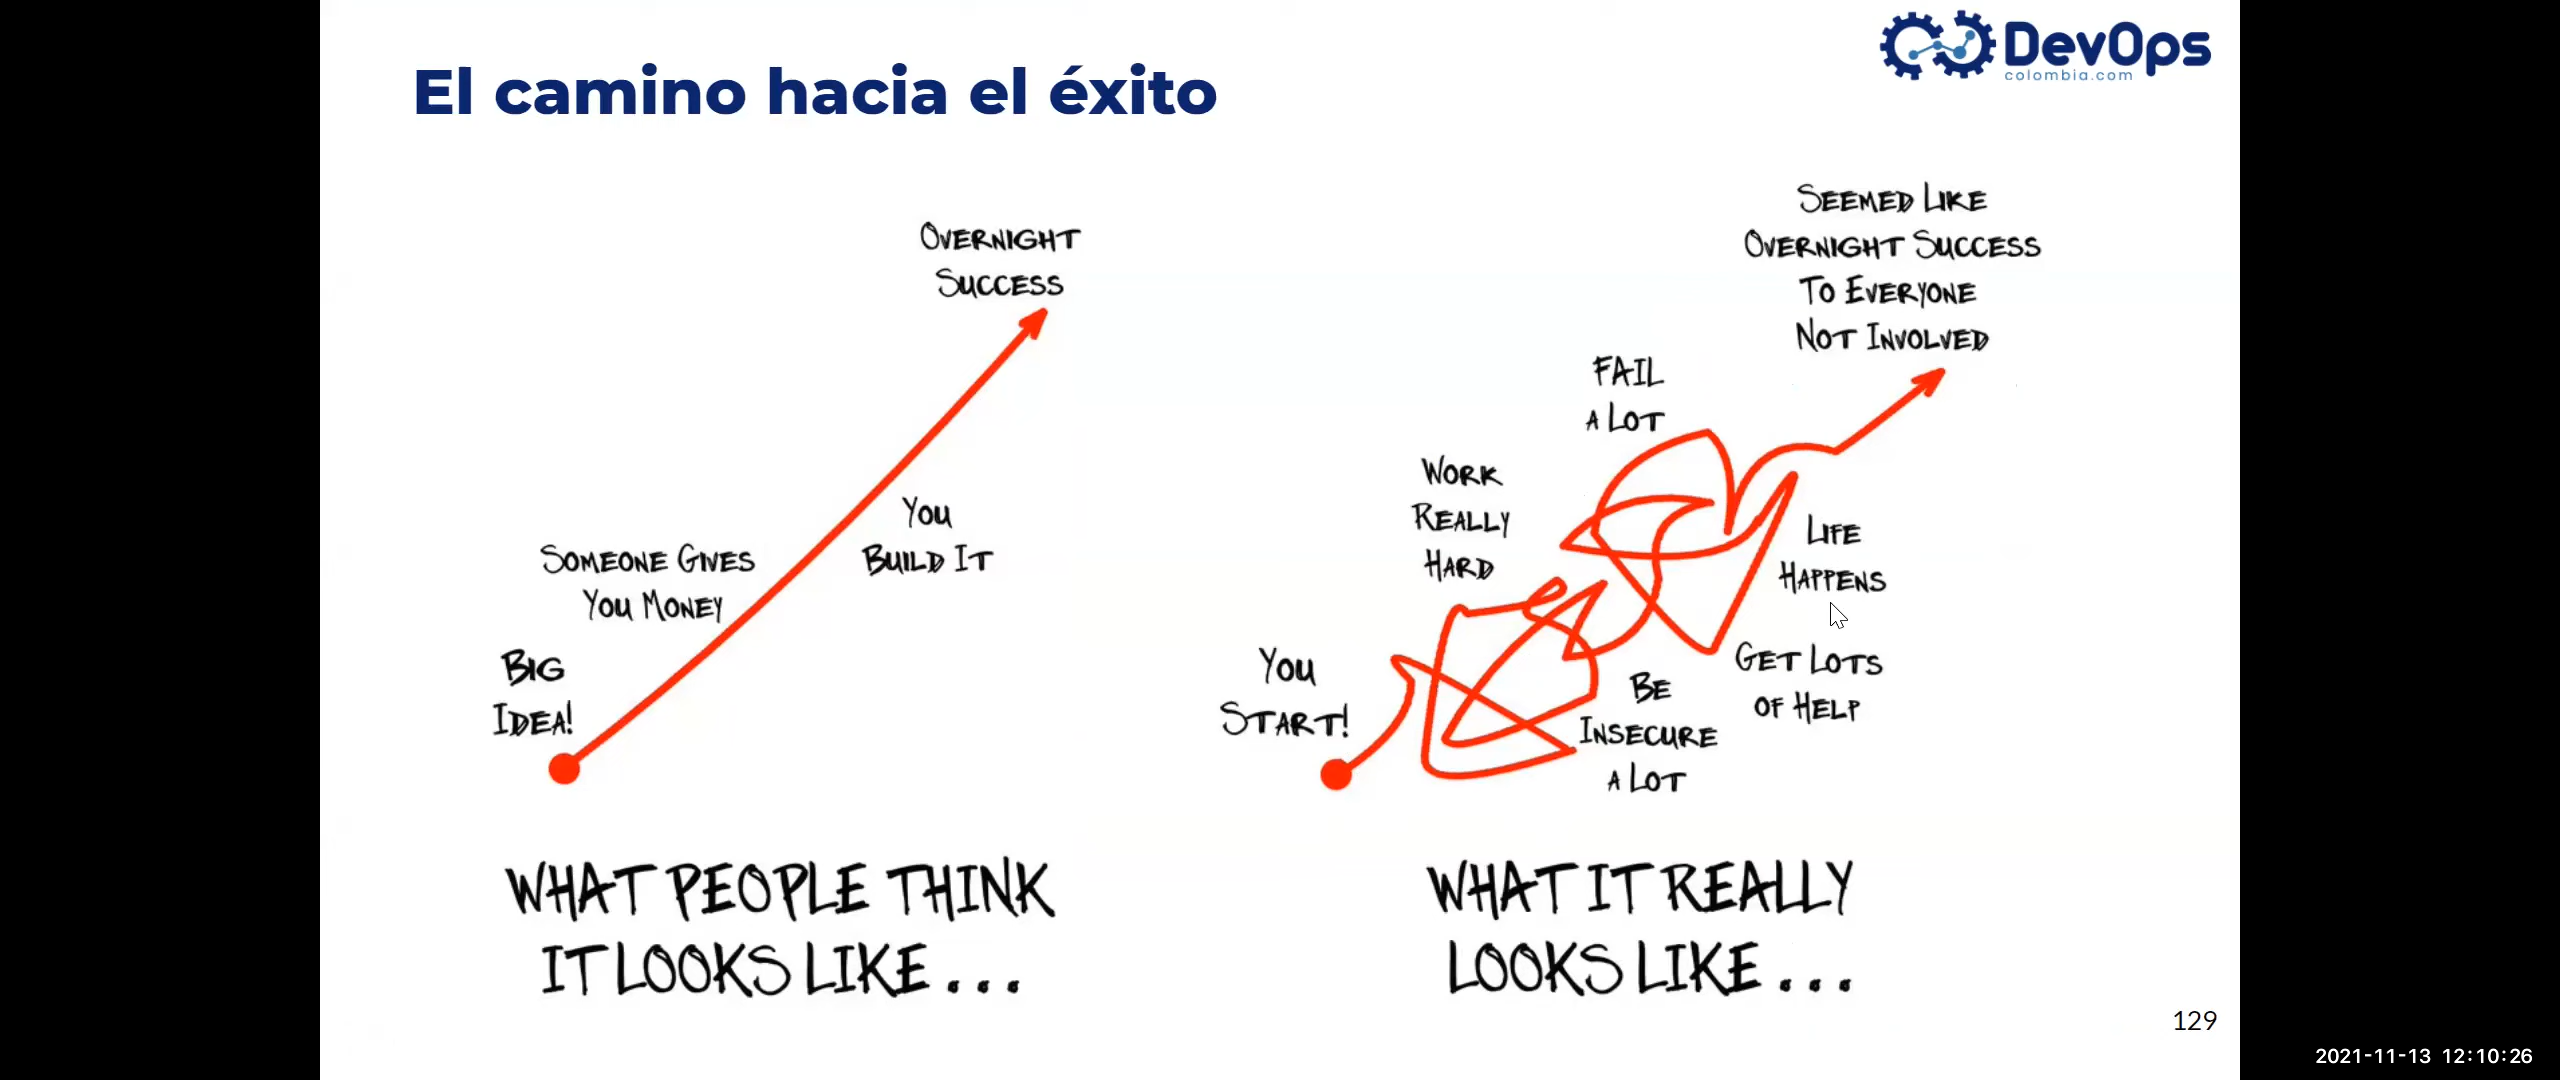 DevOps
colombia.com
El camino hacia el éxito
OVERNIGHT
SUCCESS
YOU
BUILD IT
SOMEONE GIVES
YOU MONEY
BIG
IDEA!
WHAT PEOPLE THINK
IT LOOKS LIKE...
SEEMED LIKE
OVERNIGHT SUCCESS
TO EVERYONE
NOT INVOLVED
FAIL
A LOT
WORK
REALLY
HARD
LIFE
HAPPENS
GET LOTS
OF HELP
BE
INSECURE
A LOT
YOU
START!
WHAT IT REALLY
LOOKS LIKE...
129
2021-11-13 12:10:26